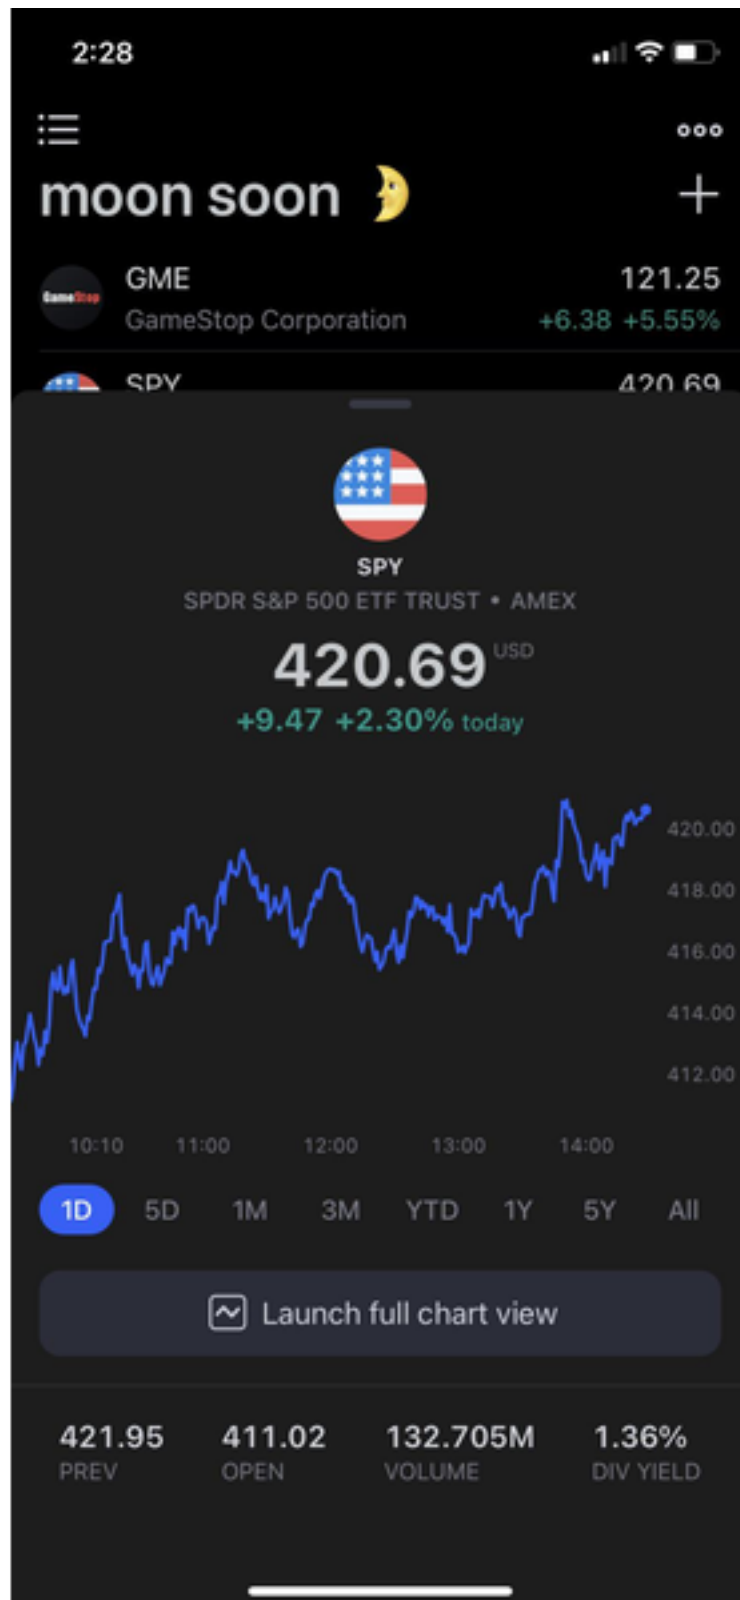 2:28
moon soon
GameStop
GME 121.25
GameStop Corporation +6.38 +5.55%
SPY 420.69
SPY
SPDR S&P 500 ETF TRUST • AMEX
420.69 USD
+9.47 +2.30% today
420.00
418.00
416.00
414.00
412.00
10:10 11:00 12:00 13:00 14:00
1D 5D 1M 3M YTD 1Y 5Y All
Launch full chart view
421.95 411.02 132.705M 1.36%
PREV OPEN VOLUME DIV YIELD